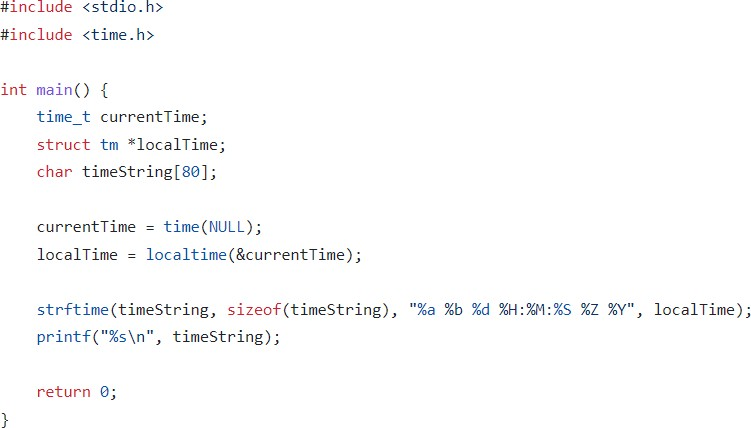 #include <stdio.h>
#include <time.h>

int main() {
    time_t currentTime;
    struct tm *localTime;
    char timeString[80];

    currentTime = time(NULL);
    localTime = localtime(&currentTime);

    strftime(timeString, sizeof(timeString), "%a %b %d %H:%M:%S %Z %Y", localTime);
    printf("%s\n", timeString);

    return 0;
}